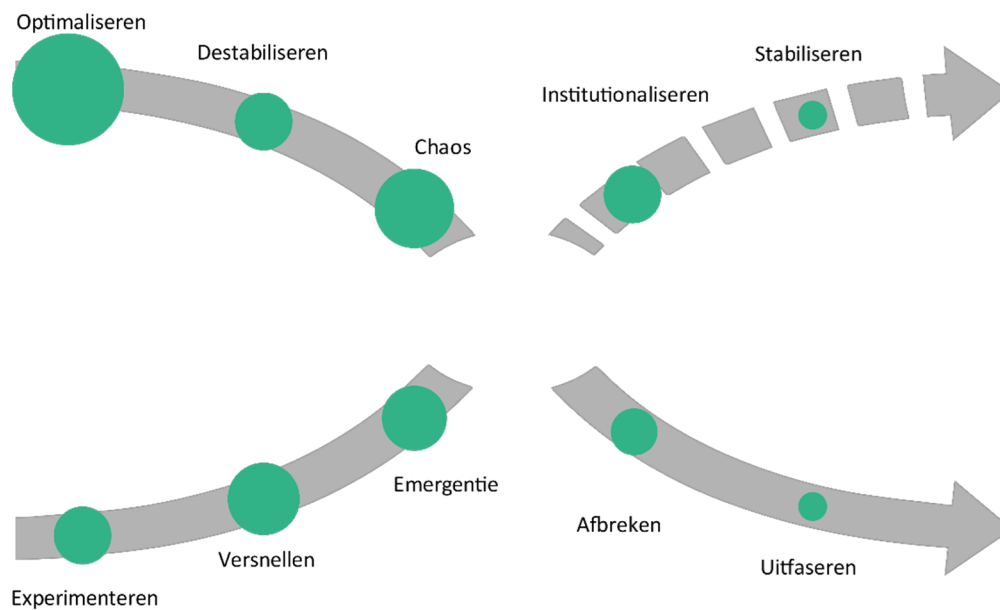 Optimaliseren
Destabiliseren
Chaos
Institutionaliseren
Stabiliseren
Experimenteren
Versnellen
Emergentie
Afbreken
Uitfaseren